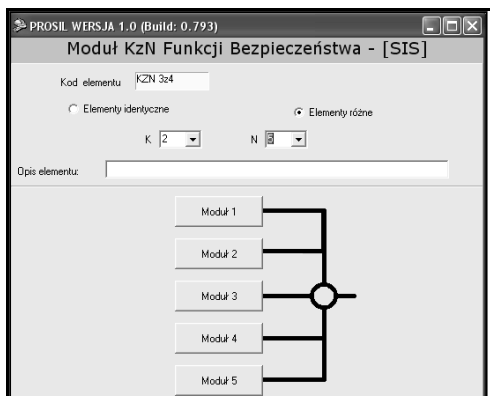 PROSIL WERSJA 1.0 (Build: 0.793)
Moduł KzN Funkcji Bezpieczeństwa - [SIS]
Kod elementu KZN 3z4
Elementy identyczne Elementy różne
K 2 N
Opis elementu:
Moduł 1
Moduł 2
Moduł 3
Moduł 4
Moduł 5